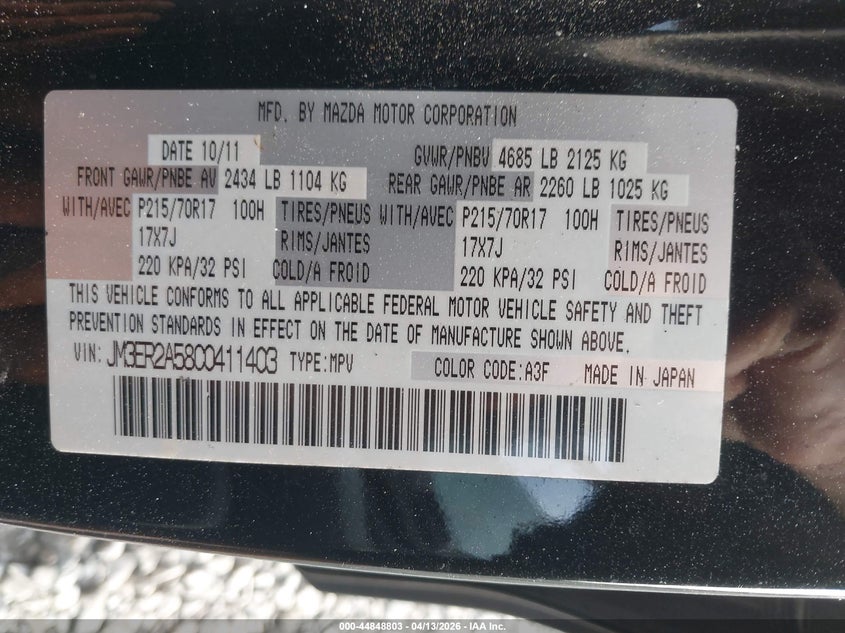 MFD. BY MAZDA MOTOR CORPORATION
DATE 10/11 GVWR/PNBV 4685 LB 2125 KG
FRONT GAWR/PNBE AV 2434 LB 1104 KG REAR GAWR/PNBE AR 2260 LB 1025 KG
WITH/AVEC P215/70R17 100H TIRES/PNEUS WITH/AVEC P215/70R17 100H TIRES/PNEUS
17X7J RIMS/JANTES 17X7J RIMS/JANTES
220 KPA/32 PSI COLD/A FROID 220 KPA/32 PSI COLD/A FROID
THIS VEHICLE CONFORMS TO ALL APPLICABLE FEDERAL MOTOR VEHICLE SAFETY AND THEFT
PREVENTION STANDARDS IN EFFECT ON THE DATE OF MANUFACTURE SHOWN ABOVE.
VIN: JM3ER2A58C0411403 TYPE:MPV COLOR CODE:A3F MADE IN JAPAN
000-44848803 - 04/13/2026 - IAA Inc.